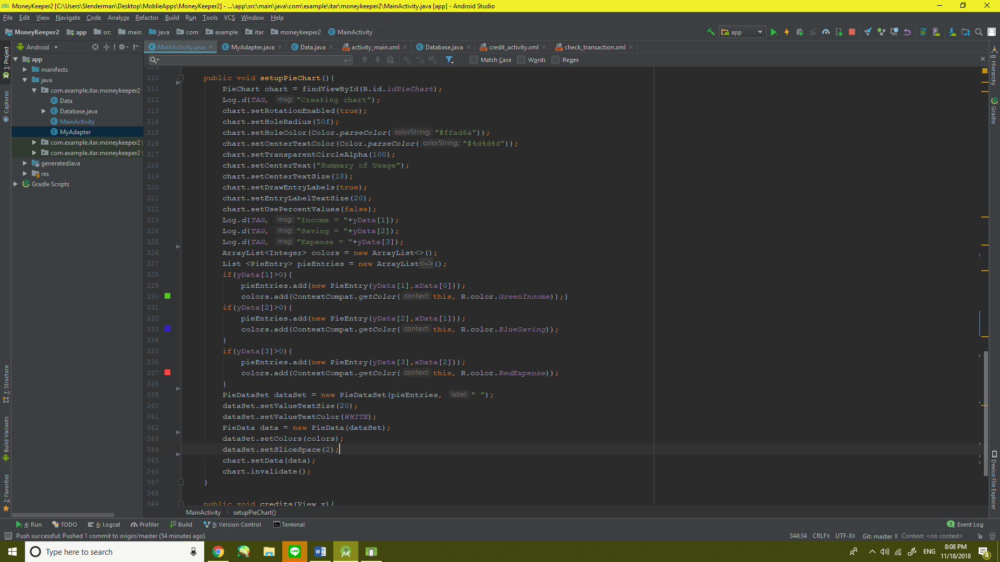 MoneyKeeper2 [C:\Users\Slenderman\Desktop\MoblieApps\MoneyKeeper2] - ...\app\src\main\java\com\example\itar\moneykeeper2\MainActivity.java [app] - Android Studio
File Edit View Navigate Code Analyze Refactor Build Run Tools VCS Window Help
MoneyKeeper2 app src main java com example itar moneykeeper2 MainActivity app
Android MainActivity.java MyAdapter.java Data.java activity_main.xml Database.java credit_activity.xml check_transaction.xml
Match Case Words Regex
1: Project
Captures
7: Structure
Build Variants
2: Favorites
app
manifests
java
com.example.itar.moneykeeper2
Data
Database.java
MainActivity
MyAdapter
com.example.itar.moneykeeper2 (
com.example.itar.moneykeeper2 (
generatedJava
res
Gradle Scripts
309
310 public void setupPieChart(){
311 PieChart chart = findViewById(R.id.idPieChart);
312 Log.d(TAG, msg: "Creating chart");
313 chart.setRotationEnabled(true);
314 chart.setHoleRadius(50f);
315 chart.setHoleColor(Color.parseColor( colorString: "#ffad6a"));
316 chart.setCenterTextColor(Color.parseColor( colorString: "#4d4d4d"));
317 chart.setTransparentCircleAlpha(100);
318 chart.setCenterText("Summary of Usage");
319 chart.setCenterTextSize(18);
320 chart.setDrawEntryLabels(true);
321 chart.setEntryLabelTextSize(20);
322 chart.setUsePercentValues(false);
323 Log.d(TAG, msg: "Income = "+yData[1]);
324 Log.d(TAG, msg: "Saving = "+yData[2]);
325 Log.d(TAG, msg: "Expense = "+yData[3]);
326 ArrayList<Integer> colors = new ArrayList<>();
327 List <PieEntry> pieEntries = new ArrayList<~>();
328 if(yData[1]>0){
329 pieEntries.add(new PieEntry(yData[1],xData[0]));
330 colors.add(ContextCompat.getColor( context: this, R.color.GreenIncome));}
331 if(yData[2]>0){
332 pieEntries.add(new PieEntry(yData[2],xData[1]));
333 colors.add(ContextCompat.getColor( context: this, R.color.BlueSaving));
334 }
335 if(yData[3]>0){
336 pieEntries.add(new PieEntry(yData[3],xData[2]));
337 colors.add(ContextCompat.getColor( context: this, R.color.RedExpense));
338 }
339 PieDataSet dataSet = new PieDataSet(pieEntries, label: " ");
340 dataSet.setValueTextSize(20);
341 dataSet.setValueTextColor(WHITE);
342 PieData data = new PieData(dataSet);
343 dataSet.setColors(colors);
344 dataSet.setSliceSpace(2);
345 chart.setData(data);
346 chart.invalidate();
347 }
348
349 public void credits(View v){
MainActivity setupPieChart()
8: Hierarchy
Gradle
Device File Explorer
4: Run TODO 6: Logcat Profiler Build 9: Version Control Terminal 3 Event Log
Push successful: Pushed 1 commit to origin/master (54 minutes ago) 344:34 CRLF UTF-8 Git: master Context: <no context>
Type here to search ENG 8:08 PM
11/18/2018 4
LINE